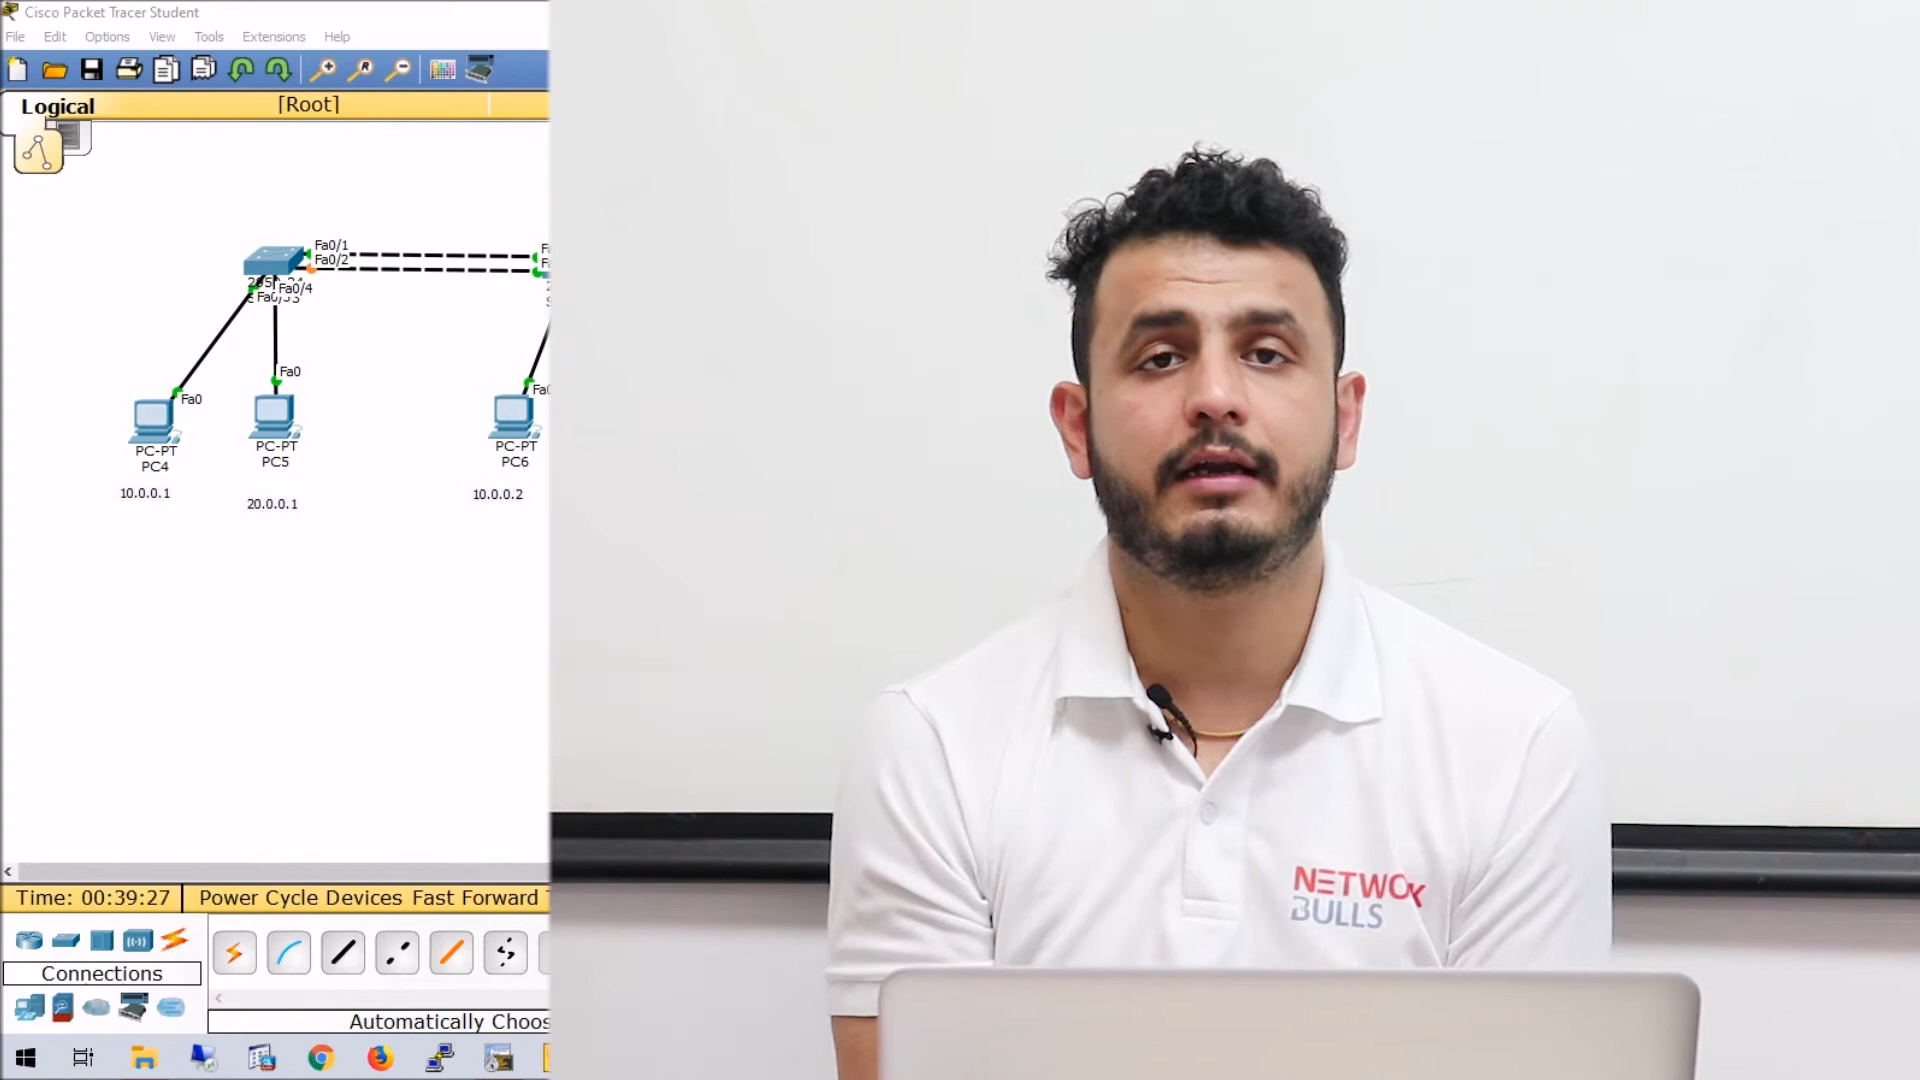 Cisco Packet Tracer Student
File Edit Options View Tools Extensions Help
Logical [Root]
Fa0/1
Fa0/2
Fa0/4
Fa0
Fa0
PC-PT
PC4
PC-PT
PC5
PC-PT
PC6
10.0.0.1
20.0.0.1
10.0.0.2
Time: 00:39:27 Power Cycle Devices Fast Forward
Connections
Automatically Choos
NETWOK
BULLS